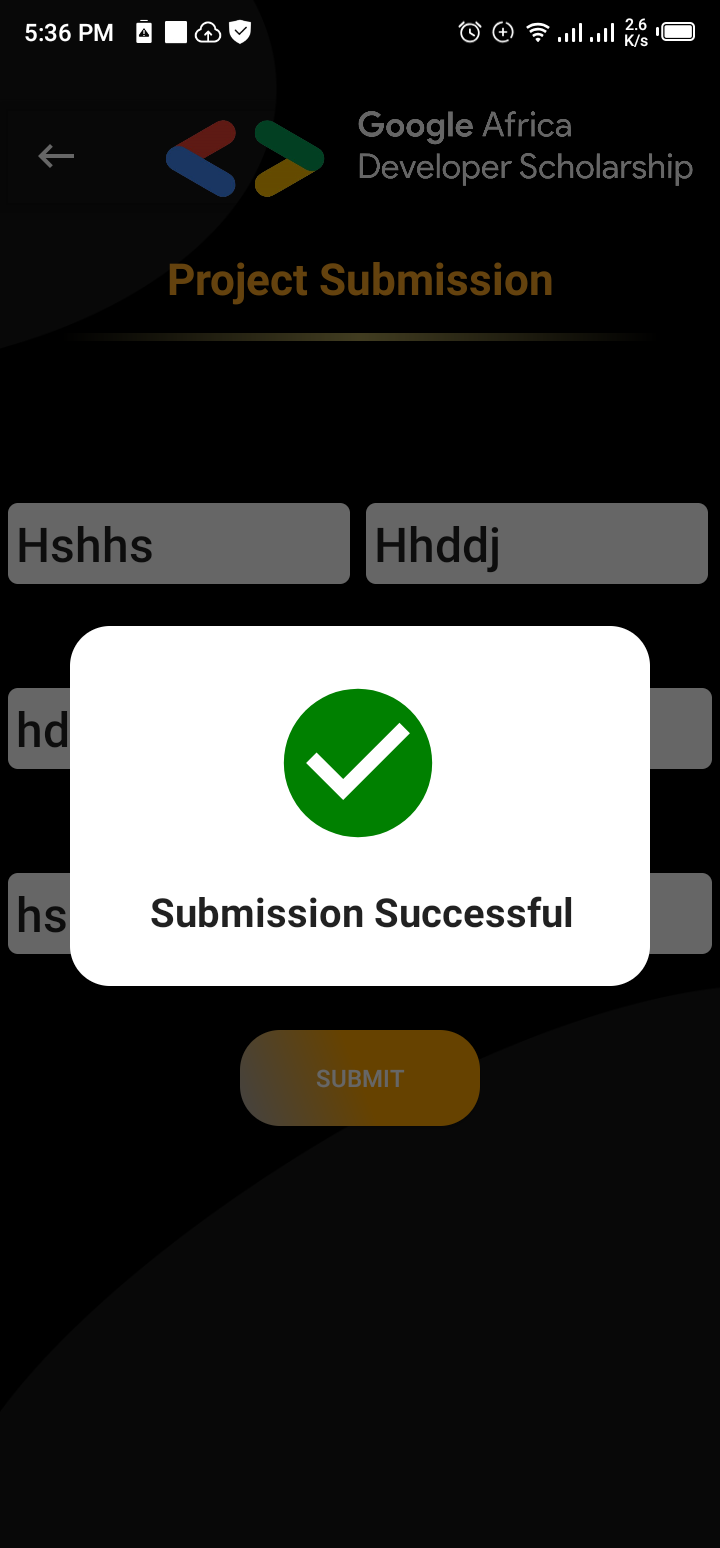 5:36 PM
2.6
K/s
Google Africa
Developer Scholarship
Project Submission
Hshhs
Hhddj
hd
hs
Submission Successful
SUBMIT